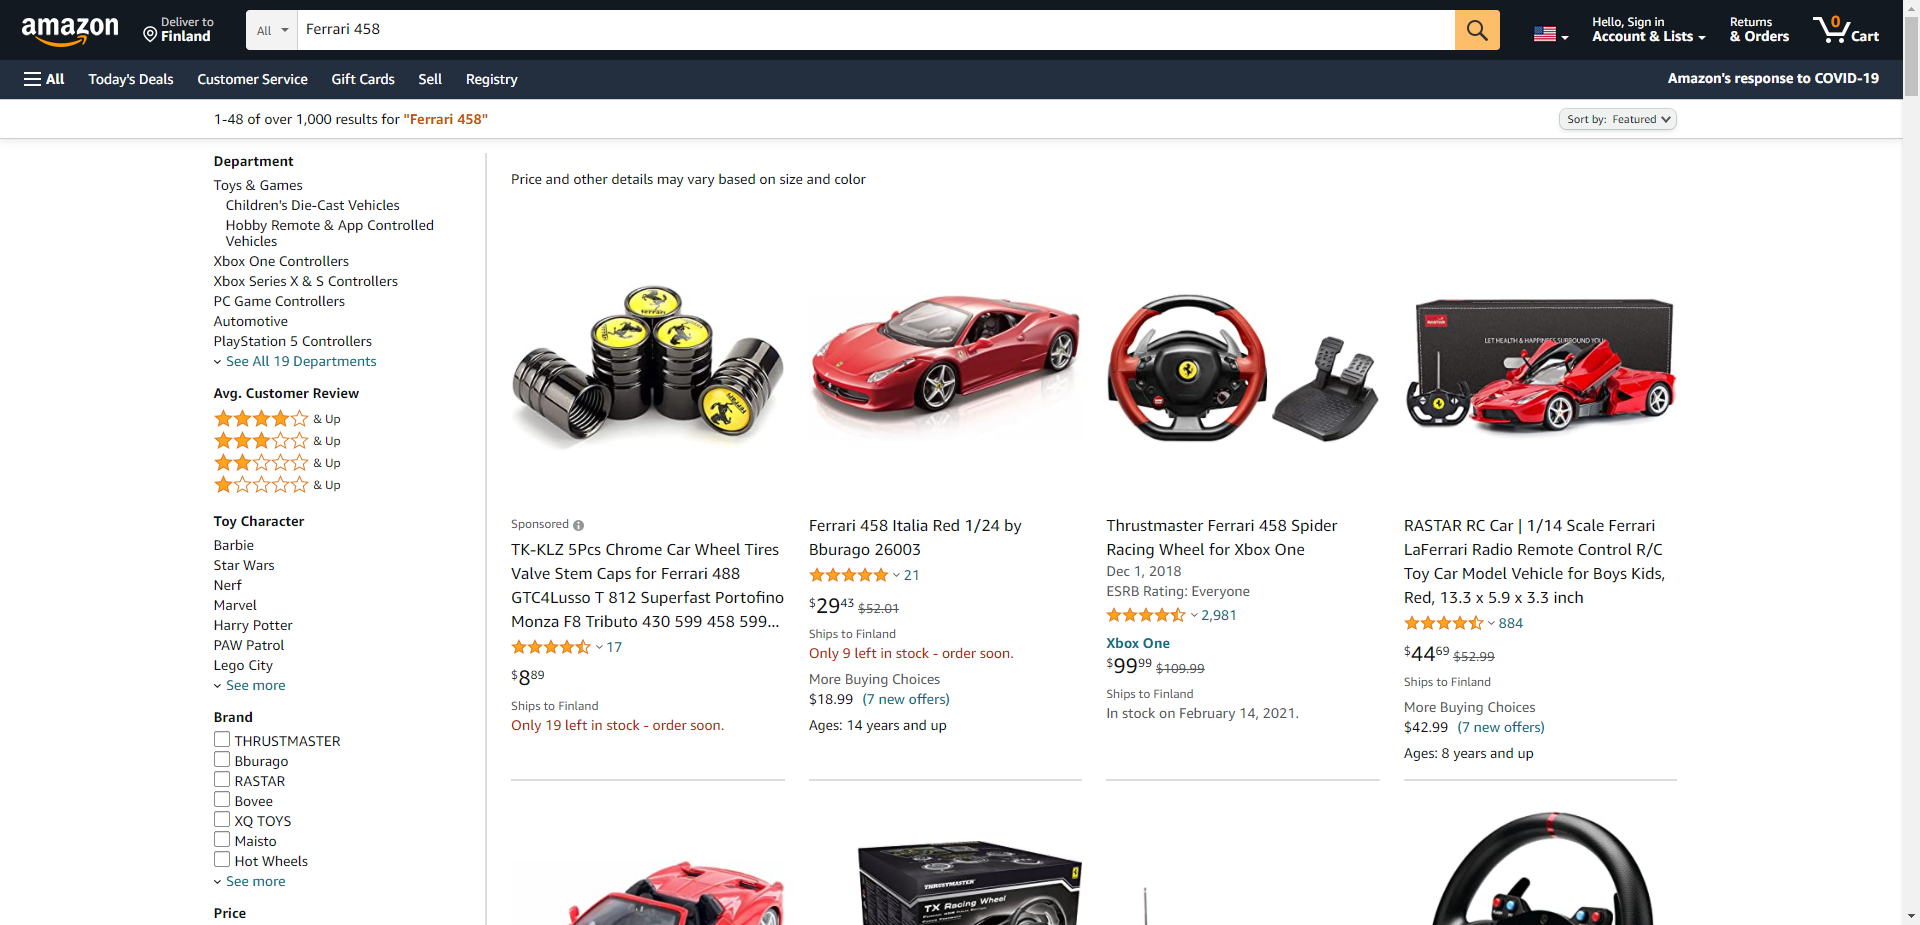 amazon
Deliver to
Finland
All
Ferrari 458
Hello, Sign in
Account & Lists
Returns
& Orders
0
Cart
All
Today's Deals
Customer Service
Gift Cards
Sell
Registry
Amazon's response to COVID-19
1-48 of over 1,000 results for "Ferrari 458"
Sort by: Featured
Department
Toys & Games
Children's Die-Cast Vehicles
Hobby Remote & App Controlled
Vehicles
Xbox One Controllers
Xbox Series X & S Controllers
PC Game Controllers
Automotive
PlayStation 5 Controllers
See All 19 Departments
Avg. Customer Review
& Up
& Up
& Up
& Up
Toy Character
Barbie
Star Wars
Nerf
Marvel
Harry Potter
PAW Patrol
Lego City
See more
Brand
THRUSTMASTER
Bburago
RASTAR
Bovee
XQ TOYS
Maisto
Hot Wheels
See more
Price
Price and other details may vary based on size and color
Sponsored
TK-KLZ 5Pcs Chrome Car Wheel Tires
Valve Stem Caps for Ferrari 488
GTC4Lusso T 812 Superfast Portofino
Monza F8 Tributo 430 599 458 599...
17
$8.89
Ships to Finland
Only 19 left in stock - order soon.
Ferrari 458 Italia Red 1/24 by
Bburago 26003
21
$29.43 $52.01
Ships to Finland
Only 9 left in stock - order soon.
More Buying Choices
$18.99 (7 new offers)
Ages: 14 years and up
Thrustmaster Ferrari 458 Spider
Racing Wheel for Xbox One
Dec 1, 2018
ESRB Rating: Everyone
2,981
Xbox One
$99.99 $109.99
Ships to Finland
In stock on February 14, 2021.
LET HEALTH & HAPPINESS SURROUND YOU
RASTAR RC Car | 1/14 Scale Ferrari
LaFerrari Radio Remote Control R/C
Toy Car Model Vehicle for Boys Kids,
Red, 13.3 x 5.9 x 3.3 inch
884
$44.69 $52.99
Ships to Finland
More Buying Choices
$42.99 (7 new offers)
Ages: 8 years and up
THRUSTMASTER
TX Racing Wheel